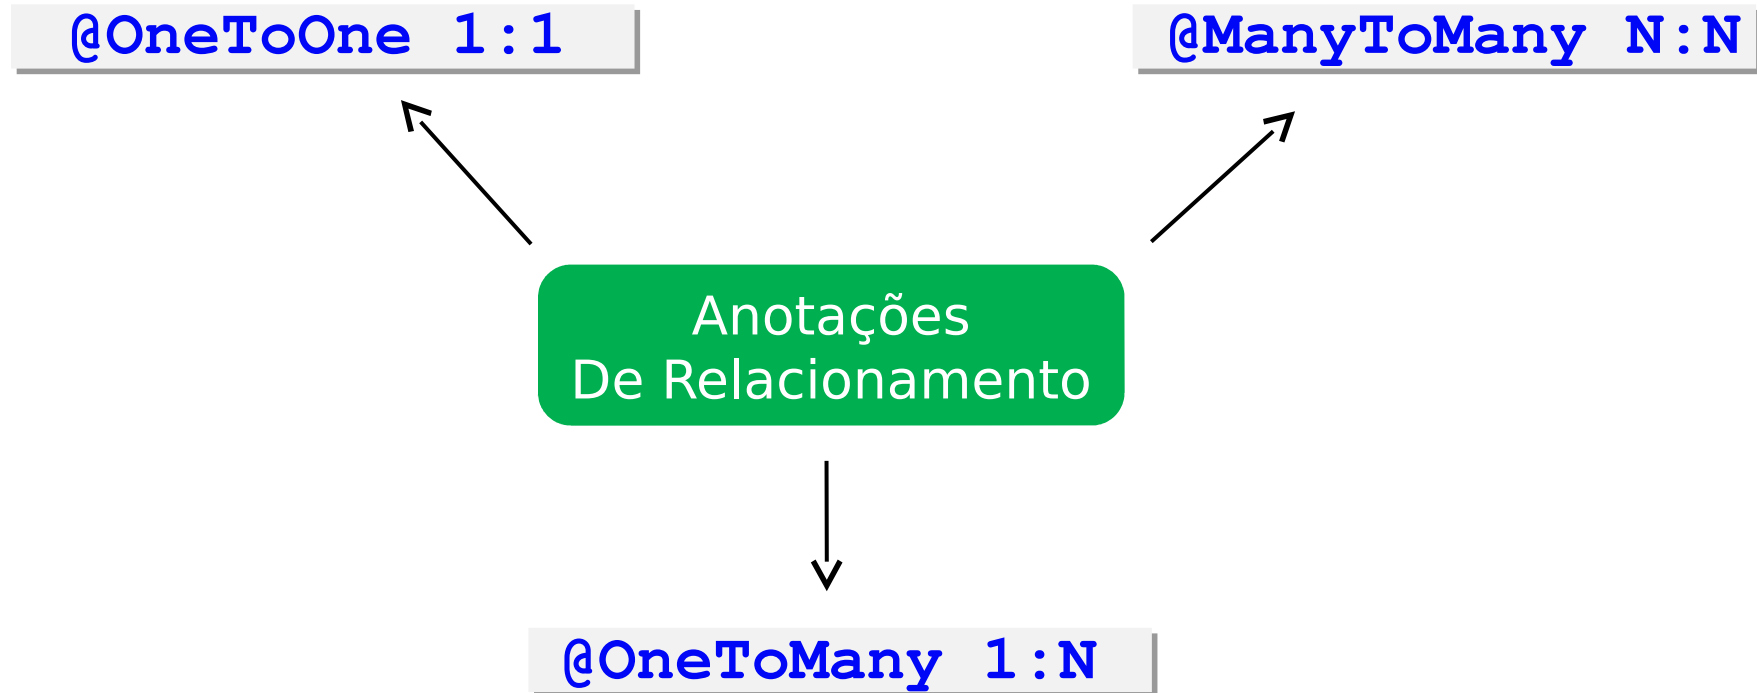 @OneToOne 1:1
@ManyToMany N:N
Anotações
De Relacionamento
@OneToMany 1:N